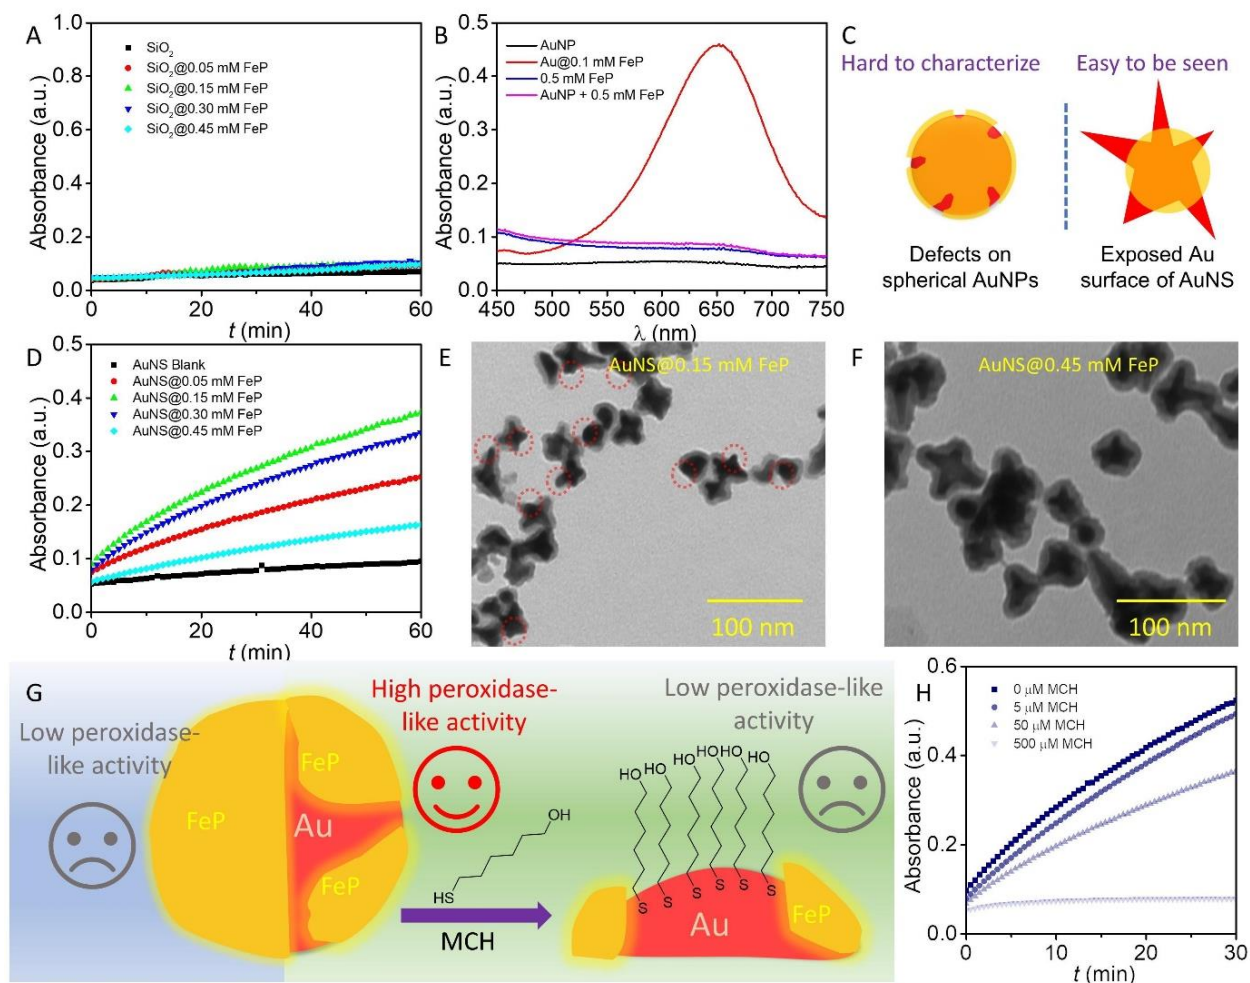 A
1.0
0.8
0.6
0.4
0.2
0.0
Absorbance (a.u.)
SiO2
SiO2@0.05 mM FeP
SiO2@0.15 mM FeP
SiO2@0.30 mM FeP
SiO2@0.45 mM FeP
0 20 40 60
t (min)
B
0.5
0.4
0.3
0.2
0.1
0.0
Absorbance (a.u.)
AuNP
Au@0.1 mM FeP
0.5 mM FeP
AuNP + 0.5 mM FeP
450 500 550 600 650 700 750
λ (nm)
C
Hard to characterize
Easy to be seen
Defects on
spherical AuNPs
Exposed Au
surface of AuNS
D
0.5
0.4
0.3
0.2
0.1
0.0
Absorbance (a.u.)
AuNS Blank
AuNS@0.05 mM FeP
AuNS@0.15 mM FeP
AuNS@0.30 mM FeP
AuNS@0.45 mM FeP
0 20 40 60
t (min)
E
AuNS@0.15 mM FeP
100 nm
F
AuNS@0.45 mM FeP
100 nm
G
Low peroxidase-
like activity
FeP
FeP
Au
FeP
High peroxidase-
like activity
OH
HS
MCH
Low peroxidase-like
activity
HO HO HO HO HO HO
S S S S S S
Au
FeP
H
0.6
0.4
0.2
0.0
Absorbance (a.u.)
0 μM MCH
5 μM MCH
50 μM MCH
500 μM MCH
0 10 20 30
t (min)